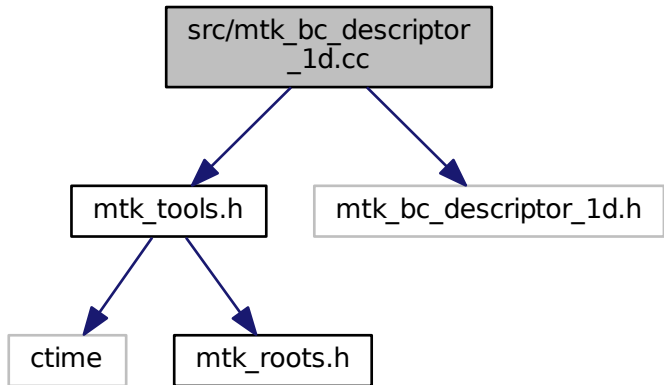 src/mtk_bc_descriptor
_1d.cc
mtk_tools.h
mtk_bc_descriptor_1d.h
ctime
mtk_roots.h